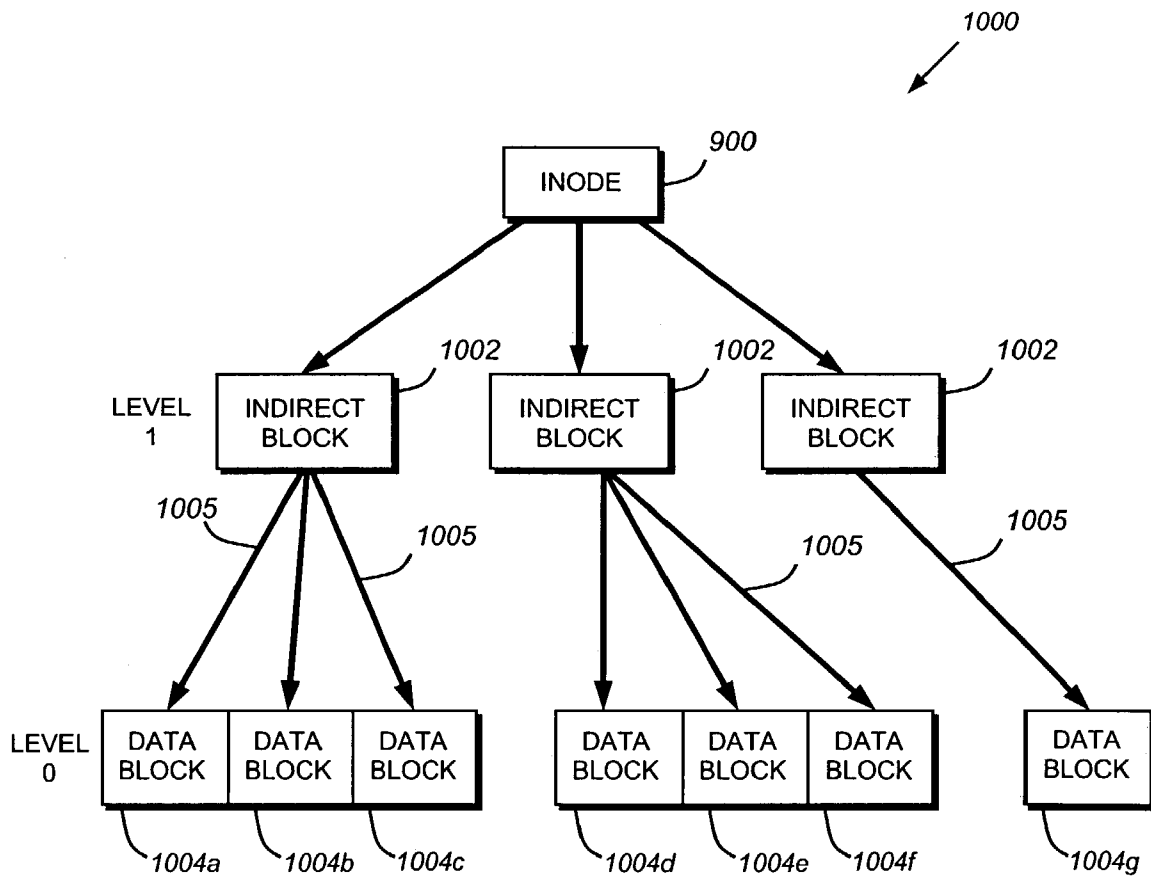 1000
900
INODE
1002
1002
1002
LEVEL
1
INDIRECT
BLOCK
INDIRECT
BLOCK
INDIRECT
BLOCK
1005
1005
1005
1005
LEVEL
0
DATA
BLOCK
DATA
BLOCK
DATA
BLOCK
DATA
BLOCK
DATA
BLOCK
DATA
BLOCK
DATA
BLOCK
1004a
1004b
1004c
1004d
1004e
1004f
1004g